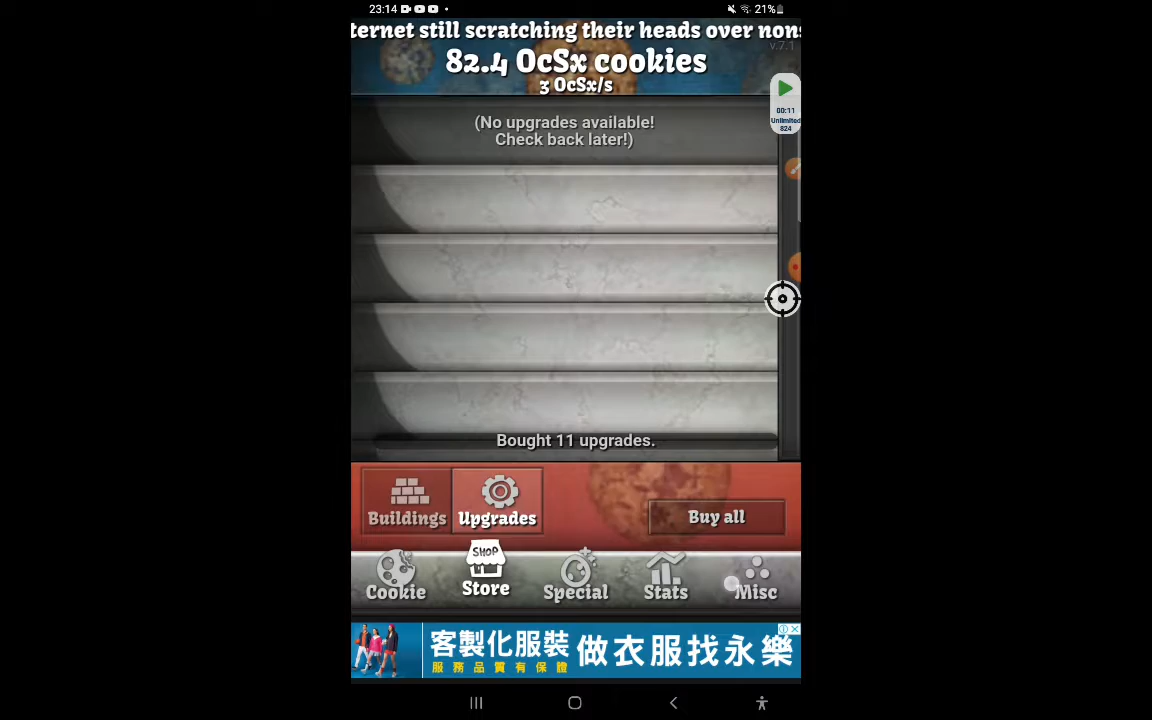 23:14
21%
ternet still scratching their heads over nons
v.7.1
82.4 OcSx cookies
3 OcSx/s
00:11
Unlimited
824
(No upgrades available!
Check back later!)
Bought 11 upgrades.
Buildings
Upgrades
Buy all
SHOP
Cookie
Store
Special
Stats
Misc
客製化服裝
做衣服找永樂
服務品質有保證